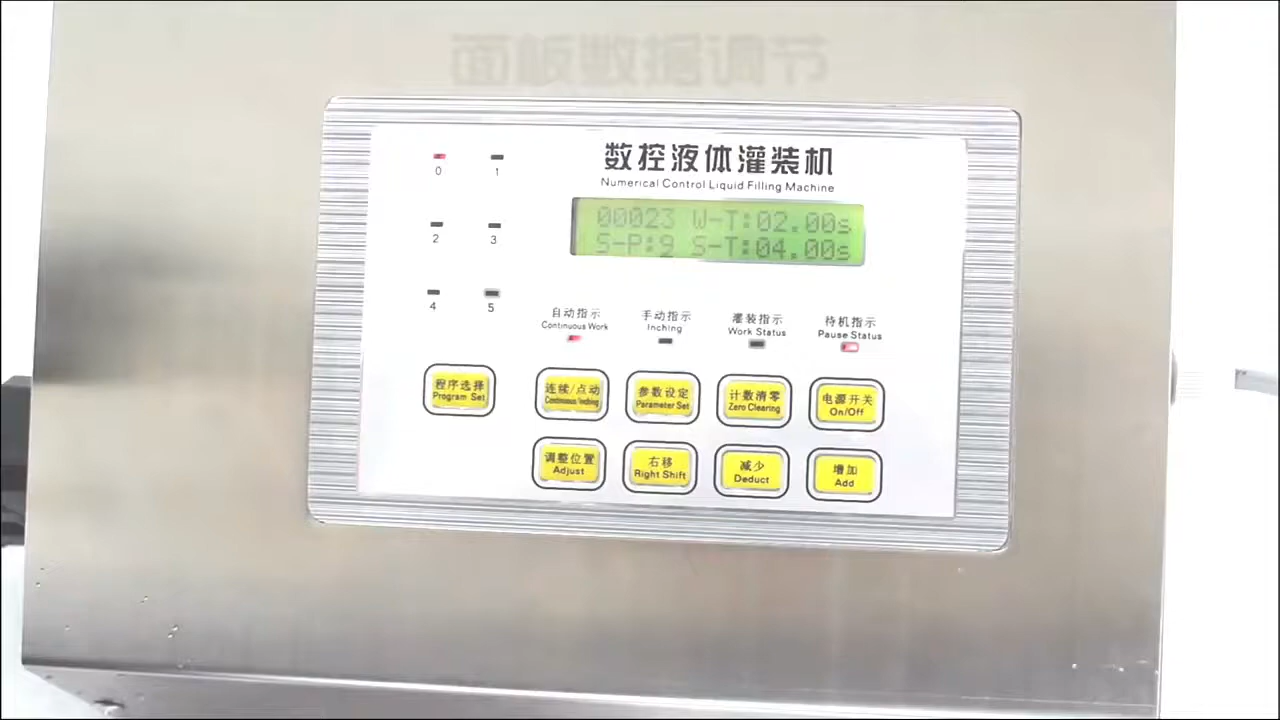 面板数据调节
数控液体灌装机
Numerical Control Liquid Filling Machine
0
1
00023 W-T:02.00s
S-P:9 S-T:04.00s
2
3
4
5
自动指示
Continuous Work
手动指示
Inching
灌装指示
Work Status
待机指示
Pause Status
程序选择
Program Set
连续/点动
Continuous/Inching
参数设定
Parameter Set
计数清零
Zero Clearing
电源开关
On/Off
调整位置
Adjust
右移
Right Shift
减少
Deduct
增加
Add